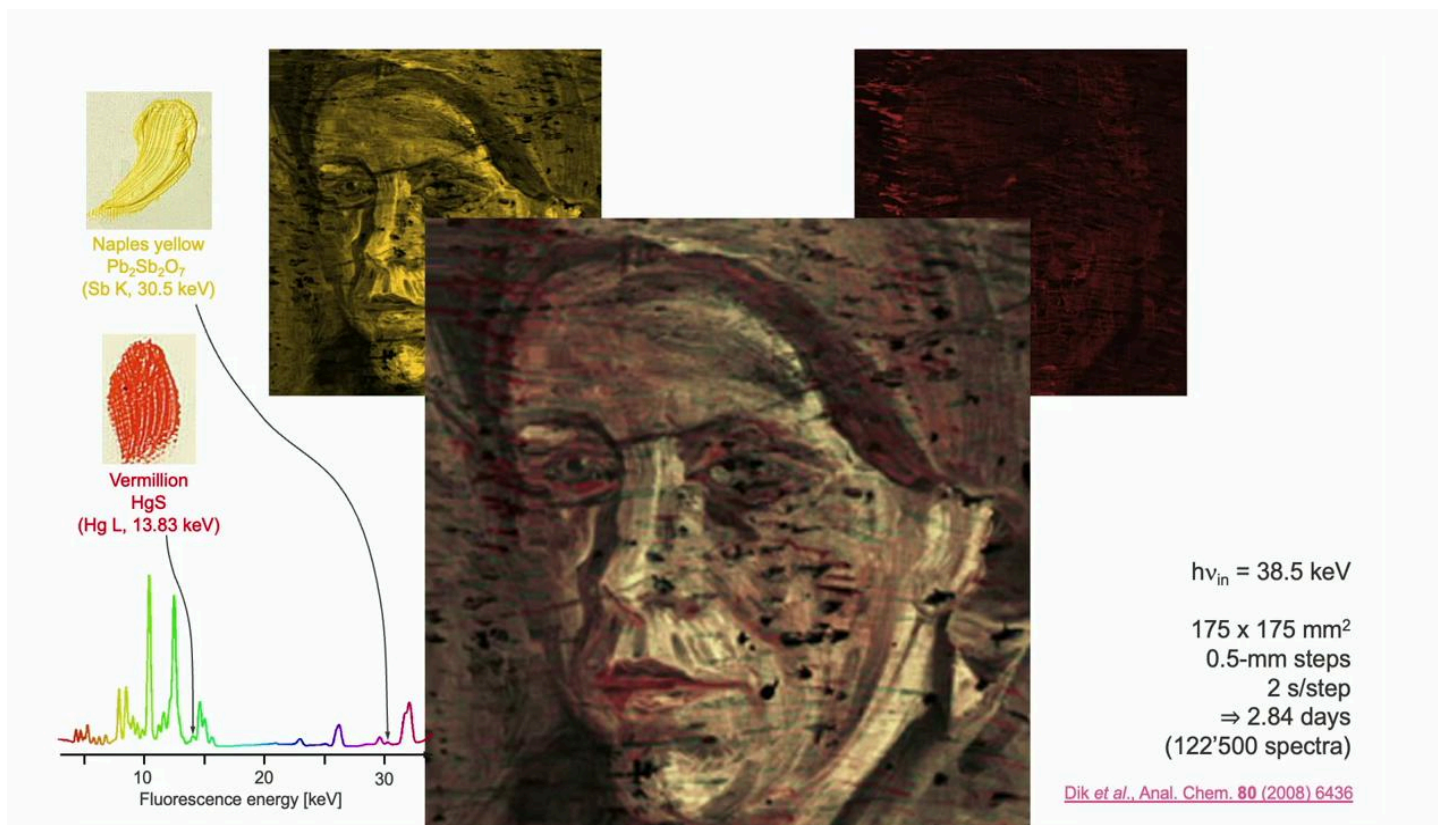 Naples yellow
Pb₂Sb₂O₇
(Sb K, 30.5 keV)
Vermillion
HgS
(Hg L, 13.83 keV)
10 20 30
Fluorescence energy [keV]
hνᵢₙ = 38.5 keV
175 x 175 mm²
0.5-mm steps
2 s/step
⇒ 2.84 days
(122'500 spectra)
Dik et al., Anal. Chem. 80 (2008) 6436